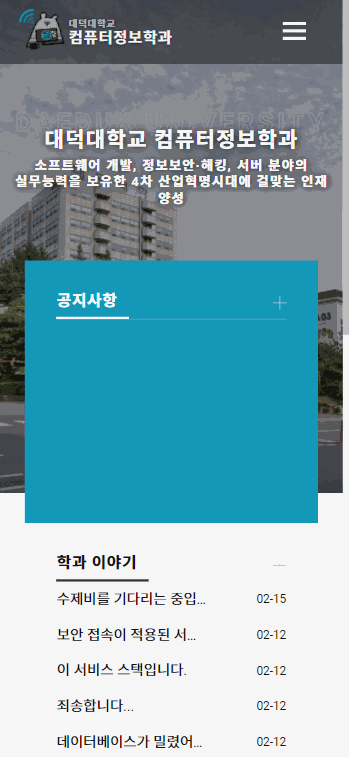 대덕대학교
컴퓨터정보학과
DAEDUK UNIVERSITY
대덕대학교 컴퓨터정보학과
소프트웨어 개발, 정보보안·해킹, 서버 분야의
실무능력을 보유한 4차 산업혁명시대에 걸맞는 인재
양성
공지사항
학과 이야기
수제비를 기다리는 중입... 02-15
보안 접속이 적용된 서... 02-12
이 서비스 스택입니다. 02-12
죄송합니다... 02-12
데이터베이스가 밀렸어... 02-12